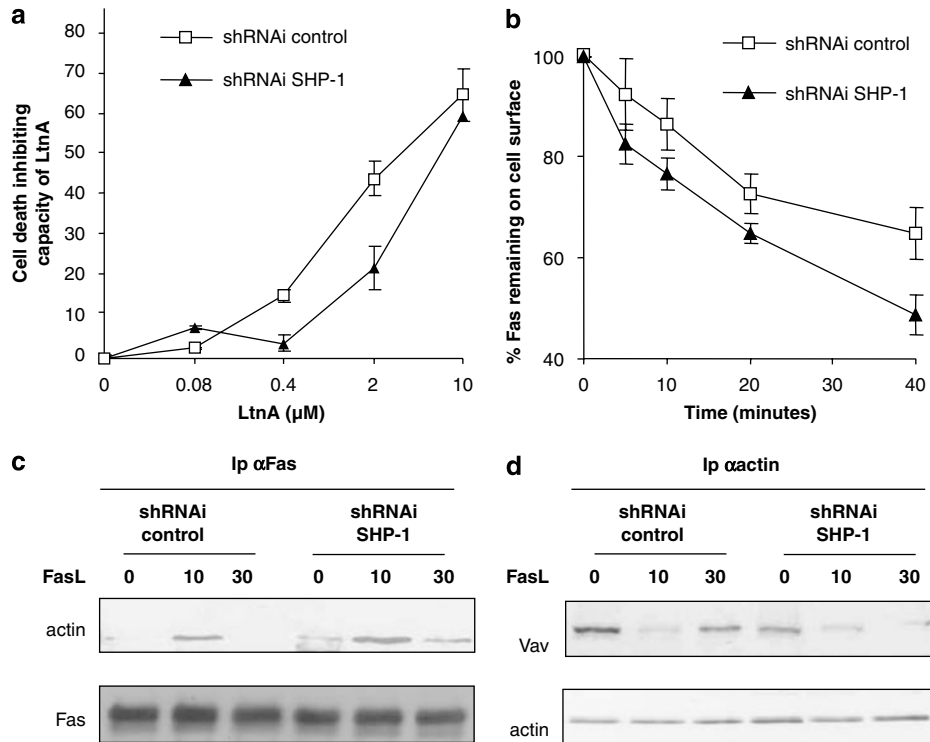 a
80
70
60
50
40
30
20
10
0
Cell death inhibiting
capacity of LtnA
shRNAi control
shRNAi SHP-1
0 0.08 0.4 2 10
LtnA (µM)
b
100
80
60
40
% Fas remaining on cell surface
shRNAi control
shRNAi SHP-1
0 10 20 30 40
Time (minutes)
c
Ip αFas
shRNAi
control
shRNAi
SHP-1
FasL 0 10 30 0 10 30
actin
Fas
d
Ip αactin
shRNAi
control
shRNAi
SHP-1
FasL 0 10 30 0 10 30
Vav
actin